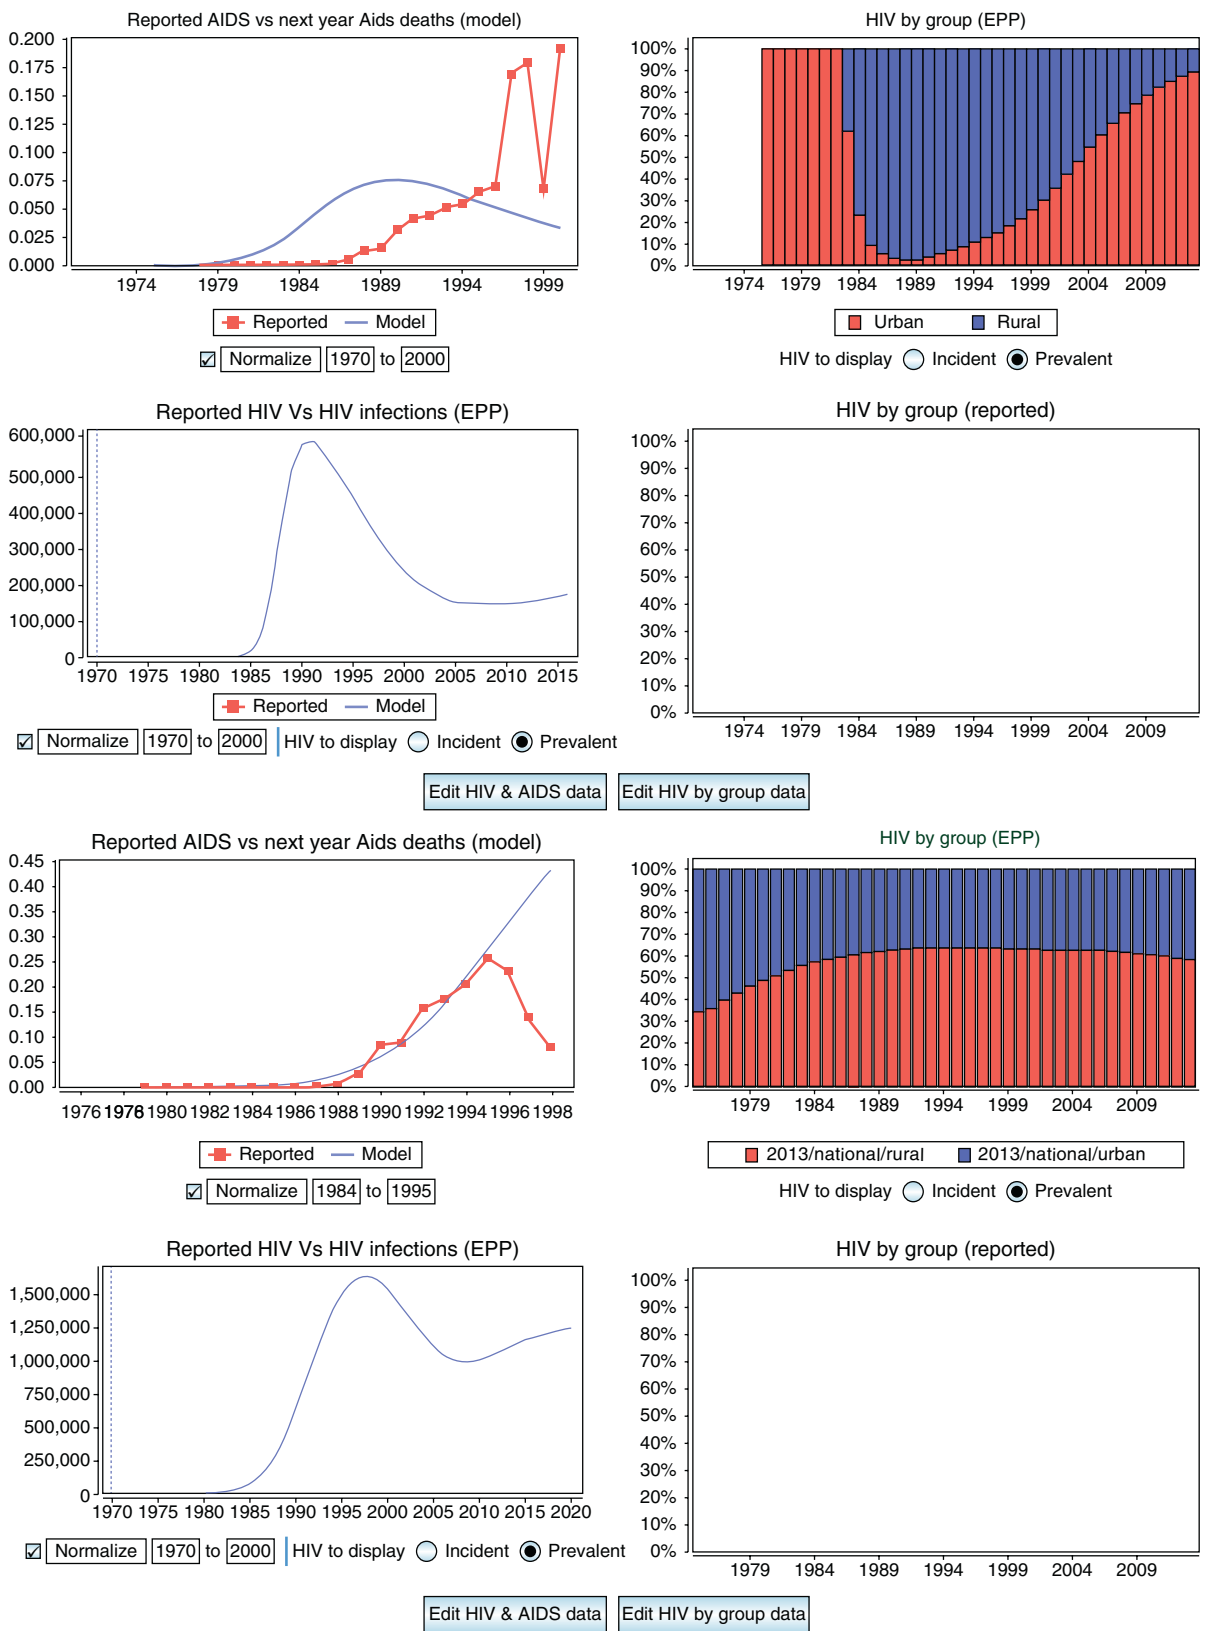 Reported AIDS vs next year Aids deaths (model)
0.200
0.175
0.150
0.125
0.100
0.075
0.050
0.025
0.000
1974 1979 1984 1989 1994 1999
Reported Model
Normalize 1970 to 2000
HIV by group (EPP)
100%
90%
80%
70%
60%
50%
40%
30%
20%
10%
0%
1974 1979 1984 1989 1994 1999 2004 2009
Urban Rural
HIV to display Incident Prevalent
Reported HIV Vs HIV infections (EPP)
600,000
500,000
400,000
300,000
200,000
100,000
0
1970 1975 1980 1985 1990 1995 2000 2005 2010 2015
Reported Model
Normalize 1970 to 2000 HIV to display Incident Prevalent
HIV by group (reported)
100%
90%
80%
70%
60%
50%
40%
30%
20%
10%
0%
1974 1979 1984 1989 1994 1999 2004 2009
Edit HIV & AIDS data Edit HIV by group data
Reported AIDS vs next year Aids deaths (model)
0.45
0.40
0.35
0.30
0.25
0.20
0.15
0.10
0.05
0.00
1976 1976 1980 1982 1984 1986 1988 1990 1992 1994 1996 1998
Reported Model
Normalize 1984 to 1995
HIV by group (EPP)
100%
90%
80%
70%
60%
50%
40%
30%
20%
10%
0%
1979 1984 1989 1994 1999 2004 2009
2013/national/rural 2013/national/urban
HIV to display Incident Prevalent
Reported HIV Vs HIV infections (EPP)
1,500,000
1,250,000
1,000,000
750,000
500,000
250,000
0
1970 1975 1980 1985 1990 1995 2000 2005 2010 2015 2020
Normalize 1970 to 2000 HIV to display Incident Prevalent
HIV by group (reported)
100%
90%
80%
70%
60%
50%
40%
30%
20%
10%
0%
1979 1984 1989 1994 1999 2004 2009
Edit HIV & AIDS data Edit HIV by group data